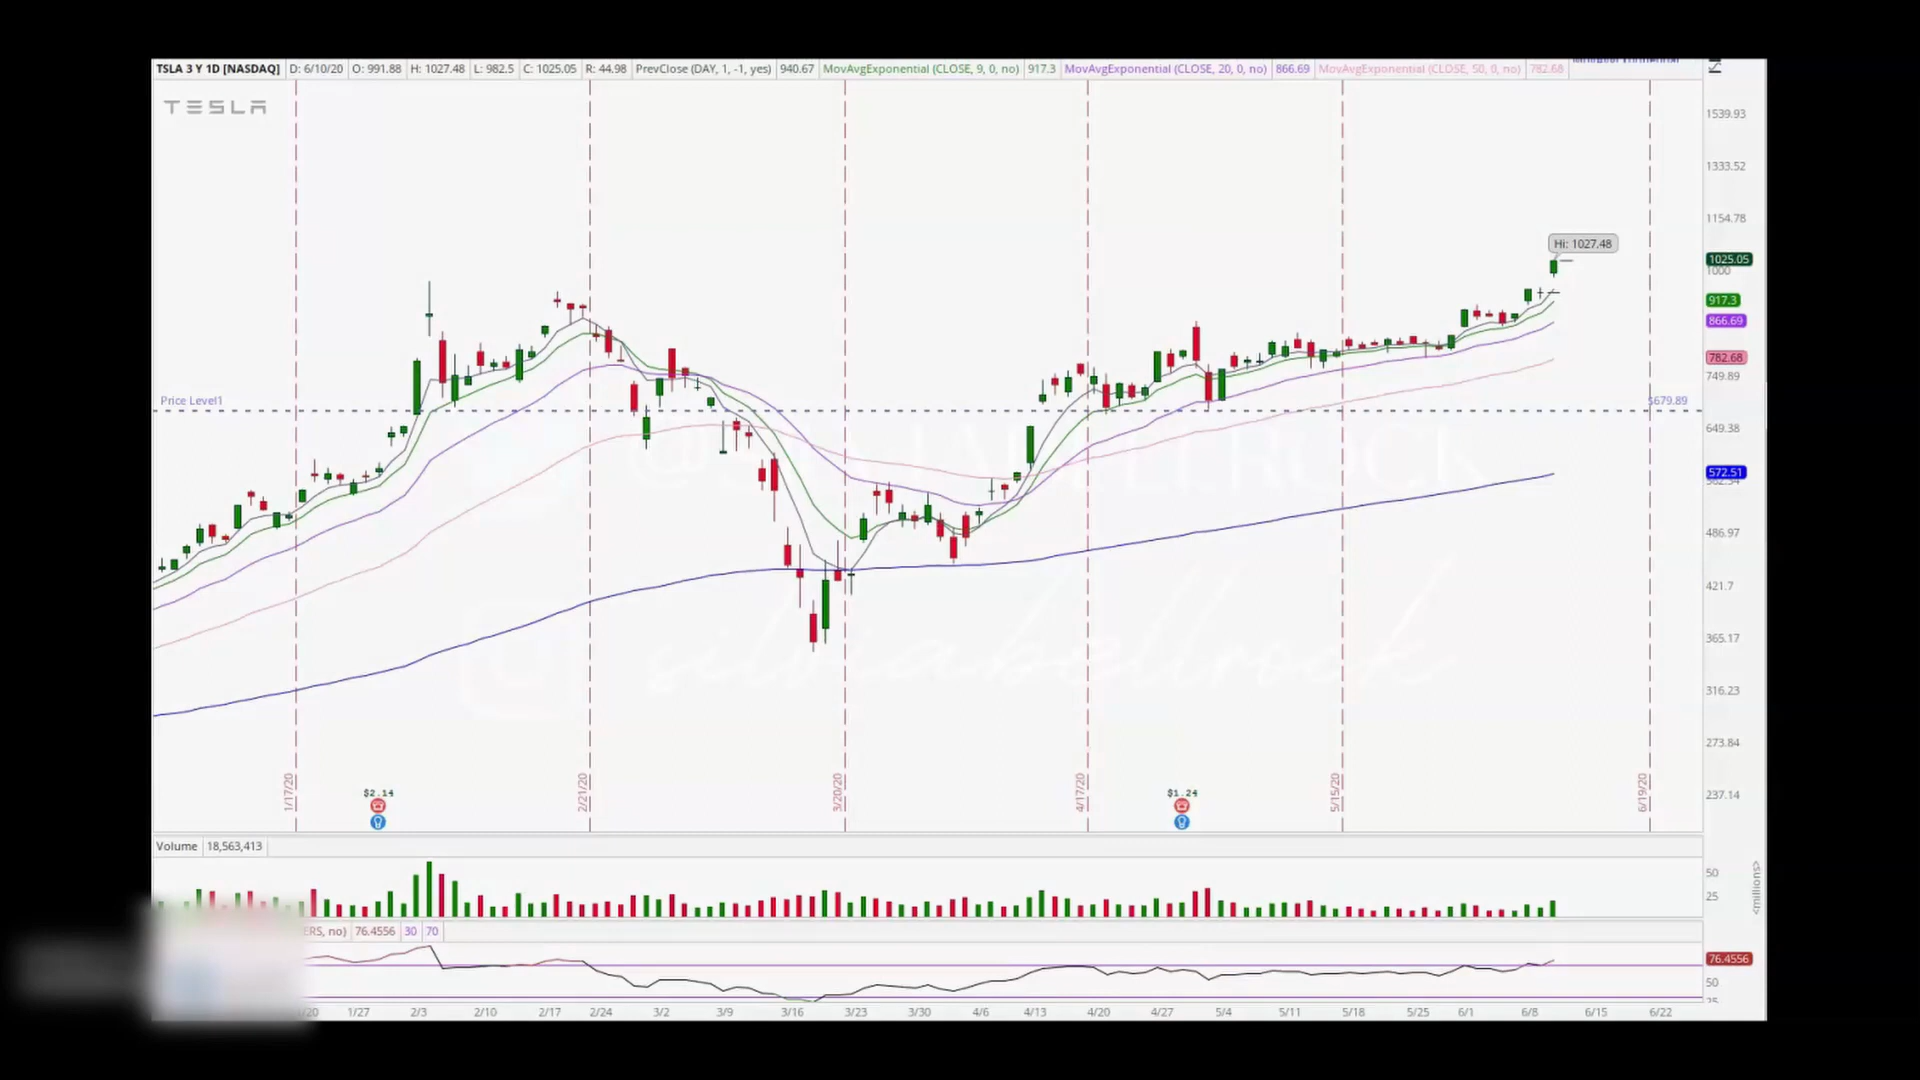 TSLA 3 Y 1D [NASDAQ] D: 6/10/20 O: 991.88 H: 1027.48 L: 982.5 C: 1025.05 R: 44.98 PrevClose (DAY, 1, -1, yes) 940.67 MovAvgExponential (CLOSE, 9, 0, no) 917.3 MovAvgExponential (CLOSE, 20, 0, no) 866.69 MovAvgExponential (CLOSE, 50, 0, no) 782.68
TESLA
1539.93
1333.52
1154.78
Hi: 1027.48
1025.05
1000
917.3
866.69
782.68
749.89
Price Level1
$679.89
649.38
572.51
486.97
421.7
365.17
silviabellrock
316.23
273.84
237.14
1/17/20 2/21/20 3/20/20 4/17/20 5/15/20 6/19/20
$2.14 $1.24
Volume 18,563,413
50
25
<millions>
ERS, no) 76.4556 30 70
76.4556
50
25
/20 1/27 2/3 2/10 2/17 2/24 3/2 3/9 3/16 3/23 3/30 4/6 4/13 4/20 4/27 5/4 5/11 5/18 5/25 6/1 6/8 6/15 6/22